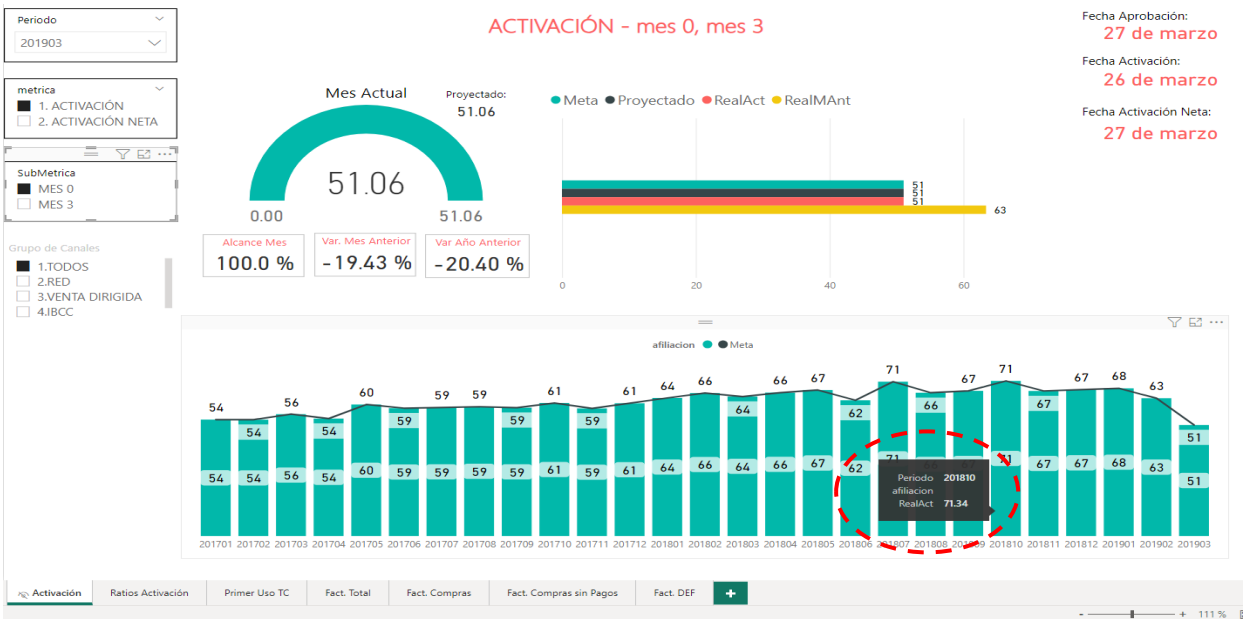 Periodo
201903
metrica
1. ACTIVACIÓN
2. ACTIVACIÓN NETA
SubMetrica
MES 0
MES 3
Grupo de Canales
1.TODOS
2.RED
3.VENTA DIRIGIDA
4.IBCC
ACTIVACIÓN - mes 0, mes 3
Fecha Aprobación:
27 de marzo
Fecha Activación:
26 de marzo
Fecha Activación Neta:
27 de marzo
Mes Actual
Proyectado:
51.06
51.06
0.00 51.06
Alcance Mes
100.0 %
Var. Mes Anterior
-19.43 %
Var Año Anterior
-20.40 %
Meta Proyectado RealAct RealMAnt
51
51
51
63
0 20 40 60
afiliacion Meta
54 54 56 54 60 59 59 59 59 61 59 61 64 66 64 66 67 62 71 66 67 71 67 67 68 63 51
54 54 56 54 60 59 59 59 59 61 59 61 64 66 64 66 67 62 71 71 67 67 68 63 51
Periodo 201810
afiliacion
RealAct 71.34
201701 201702 201703 201704 201705 201706 201707 201708 201709 201710 201711 201712 201801 201802 201803 201804 201805 201806 201807 201808 201809 201810 201811 201812 201901 201902 201903
Activación Ratios Activación Primer Uso TC Fact. Total Fact. Compras Fact. Compras sin Pagos Fact. DEF +
- + 111 %